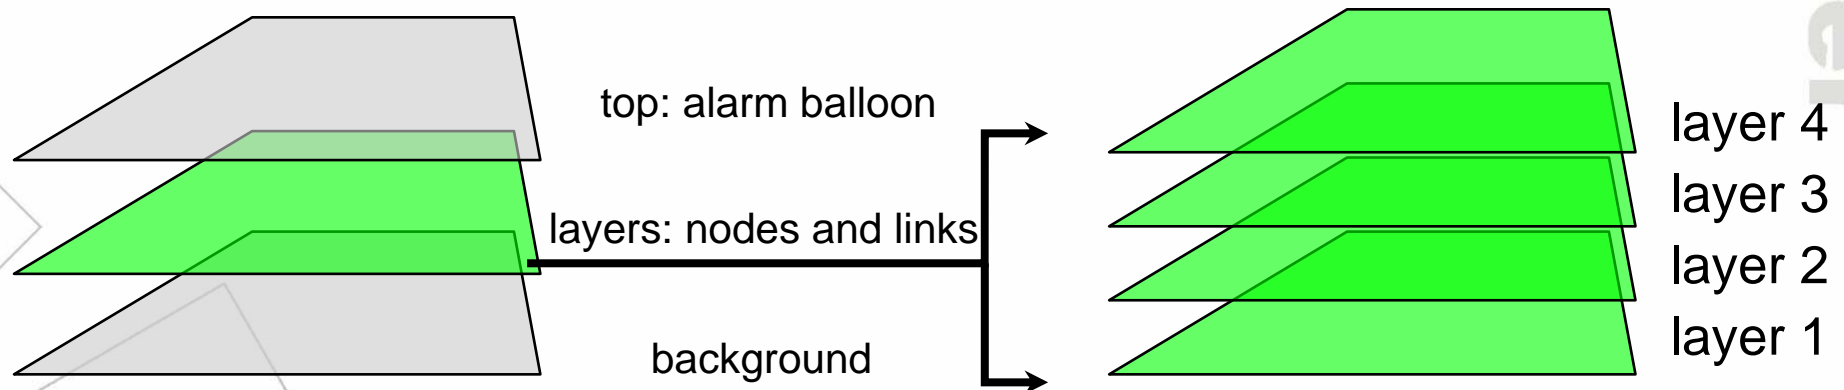 top: alarm balloon
layers: nodes and links
background
layer 4
layer 3
layer 2
layer 1